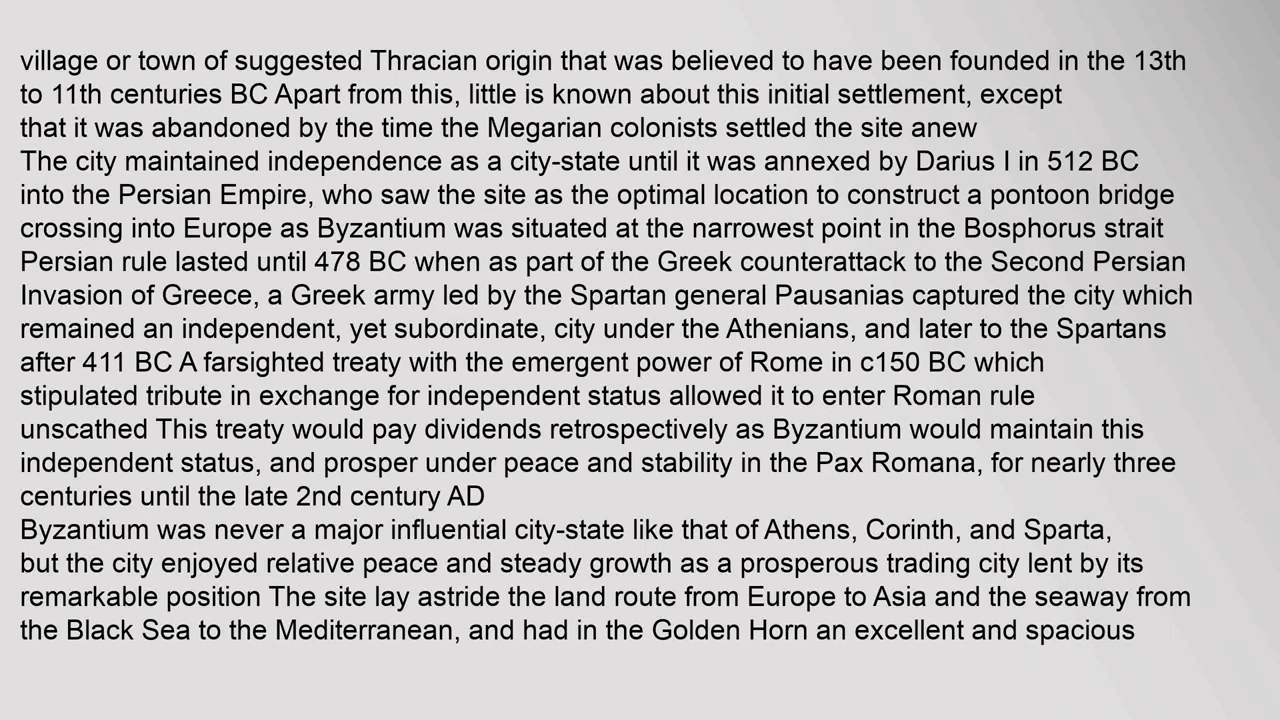 village or town of suggested Thracian origin that was believed to have been founded in the 13th
to 11th centuries BC Apart from this, little is known about this initial settlement, except
that it was abandoned by the time the Megarian colonists settled the site anew
The city maintained independence as a city-state until it was annexed by Darius I in 512 BC
into the Persian Empire, who saw the site as the optimal location to construct a pontoon bridge
crossing into Europe as Byzantium was situated at the narrowest point in the Bosphorus strait
Persian rule lasted until 478 BC when as part of the Greek counterattack to the Second Persian
Invasion of Greece, a Greek army led by the Spartan general Pausanias captured the city which
remained an independent, yet subordinate, city under the Athenians, and later to the Spartans
after 411 BC A farsighted treaty with the emergent power of Rome in c150 BC which
stipulated tribute in exchange for independent status allowed it to enter Roman rule
unscathed This treaty would pay dividends retrospectively as Byzantium would maintain this
independent status, and prosper under peace and stability in the Pax Romana, for nearly three
centuries until the late 2nd century AD
Byzantium was never a major influential city-state like that of Athens, Corinth, and Sparta,
but the city enjoyed relative peace and steady growth as a prosperous trading city lent by its
remarkable position The site lay astride the land route from Europe to Asia and the seaway from
the Black Sea to the Mediterranean, and had in the Golden Horn an excellent and spacious